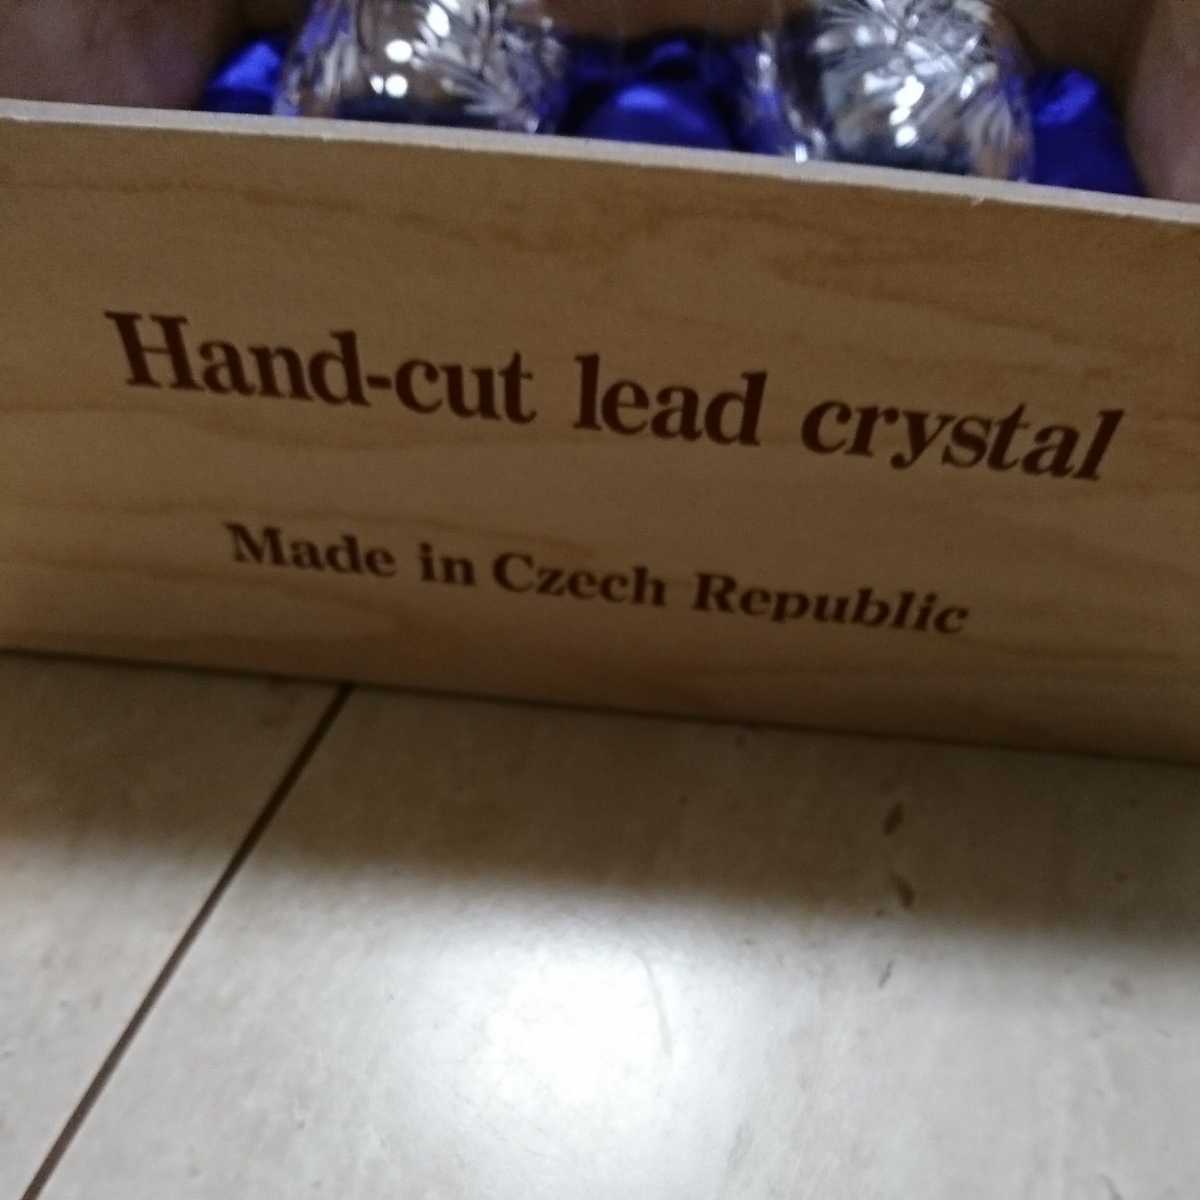 Hand-cut lead crystal
Made in Czech Republic